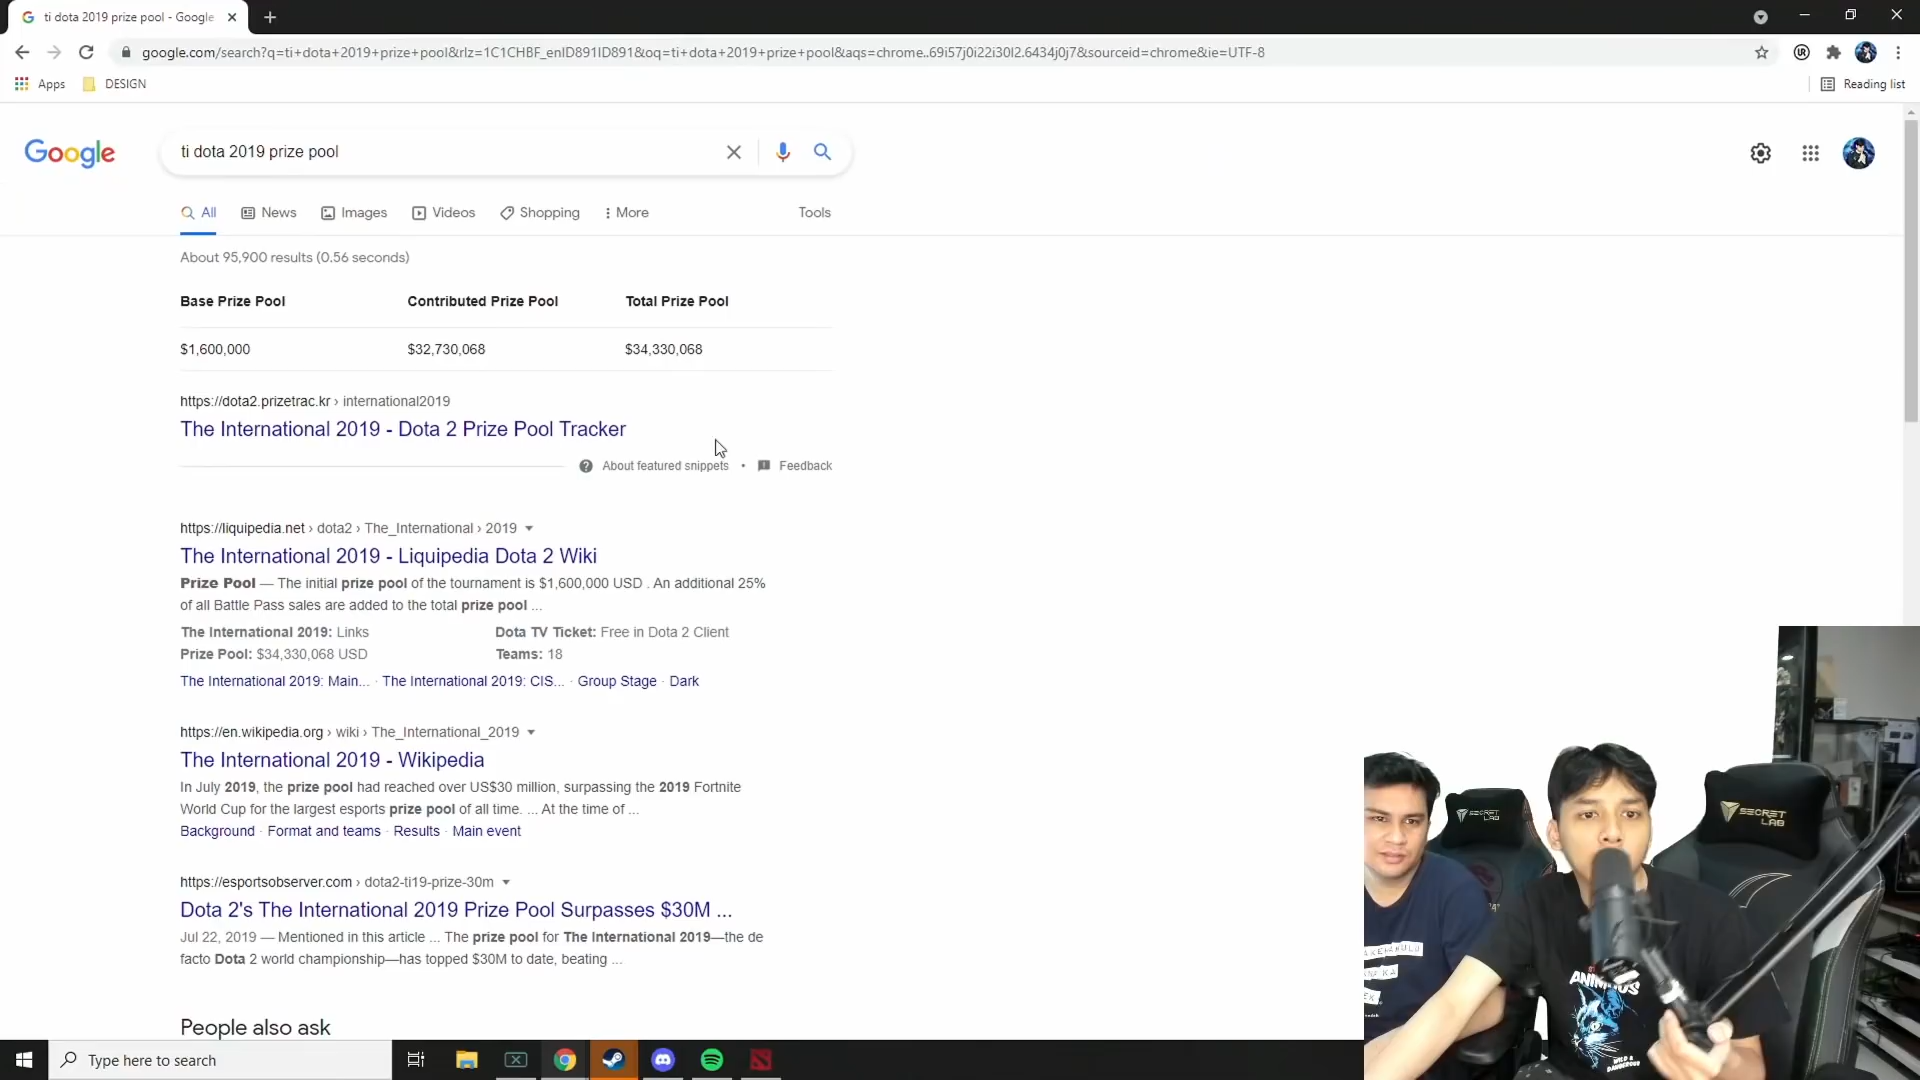 ti dota 2019 prize pool - Google
google.com/search?q=ti+dota+2019+prize+pool&rlz=1C1CHBF_enID891ID891&oq=ti+dota+2019+prize+pool&aqs=chrome..69i57j0i22i30l2.6434j0j7&sourceid=chrome&ie=UTF-8
Apps DESIGN Reading list
Google ti dota 2019 prize pool
All News Images Videos Shopping More Tools
About 95,900 results (0.56 seconds)
Base Prize Pool Contributed Prize Pool Total Prize Pool
$1,600,000 $32,730,068 $34,330,068
https://dota2.prizetrac.kr › international2019
The International 2019 - Dota 2 Prize Pool Tracker
About featured snippets • Feedback
https://liquipedia.net › dota2 › The_International › 2019
The International 2019 - Liquipedia Dota 2 Wiki
Prize Pool — The initial prize pool of the tournament is $1,600,000 USD . An additional 25%
of all Battle Pass sales are added to the total prize pool ...
The International 2019: Links Dota TV Ticket: Free in Dota 2 Client
Prize Pool: $34,330,068 USD Teams: 18
The International 2019: Main... · The International 2019: CIS... · Group Stage · Dark
https://en.wikipedia.org › wiki › The_International_2019
The International 2019 - Wikipedia
In July 2019, the prize pool had reached over US$30 million, surpassing the 2019 Fortnite
World Cup for the largest esports prize pool of all time. ... At the time of ...
Background · Format and teams · Results · Main event
https://esportsobserver.com › dota2-ti19-prize-30m
Dota 2's The International 2019 Prize Pool Surpasses $30M ...
Jul 22, 2019 — Mentioned in this article ... The prize pool for The International 2019—the de
facto Dota 2 world championship—has topped $30M to date, beating ...
People also ask
Type here to search
SECRET
LAB
SECRET
LAB